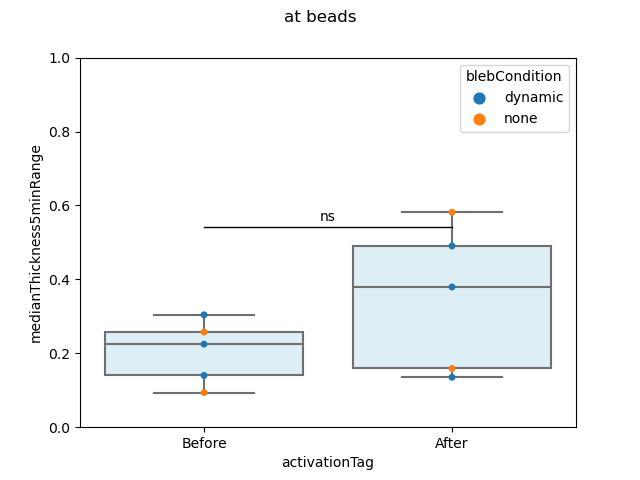 at beads
1.0
0.8
0.6
0.4
0.2
0.0
medianThickness5minRange
blebCondition
dynamic
none
ns
Before
After
activationTag